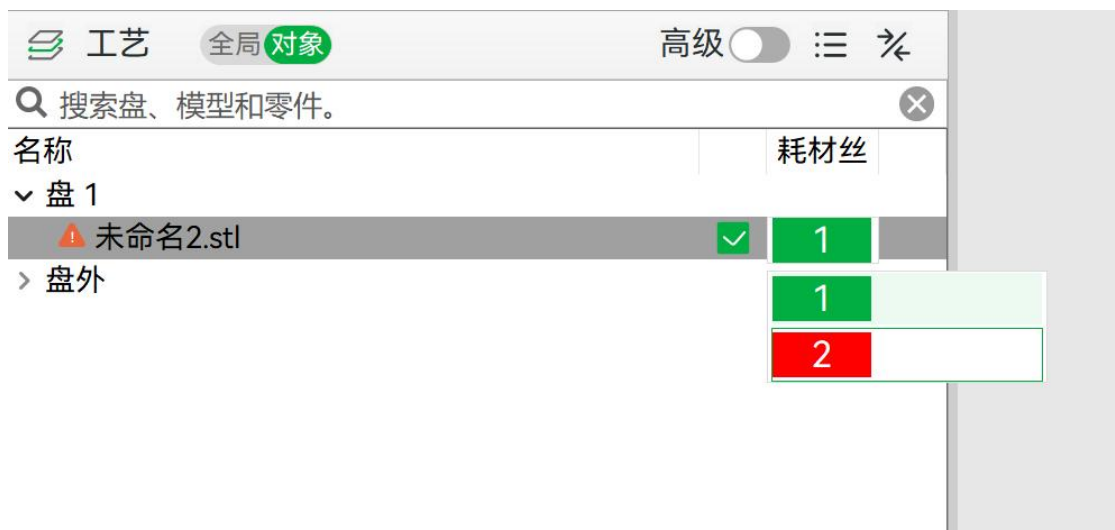 工艺 全局 对象 高级
搜索盘、模型和零件。
名称 耗材丝
盘 1
未命名2.stl 1
盘外
1
2